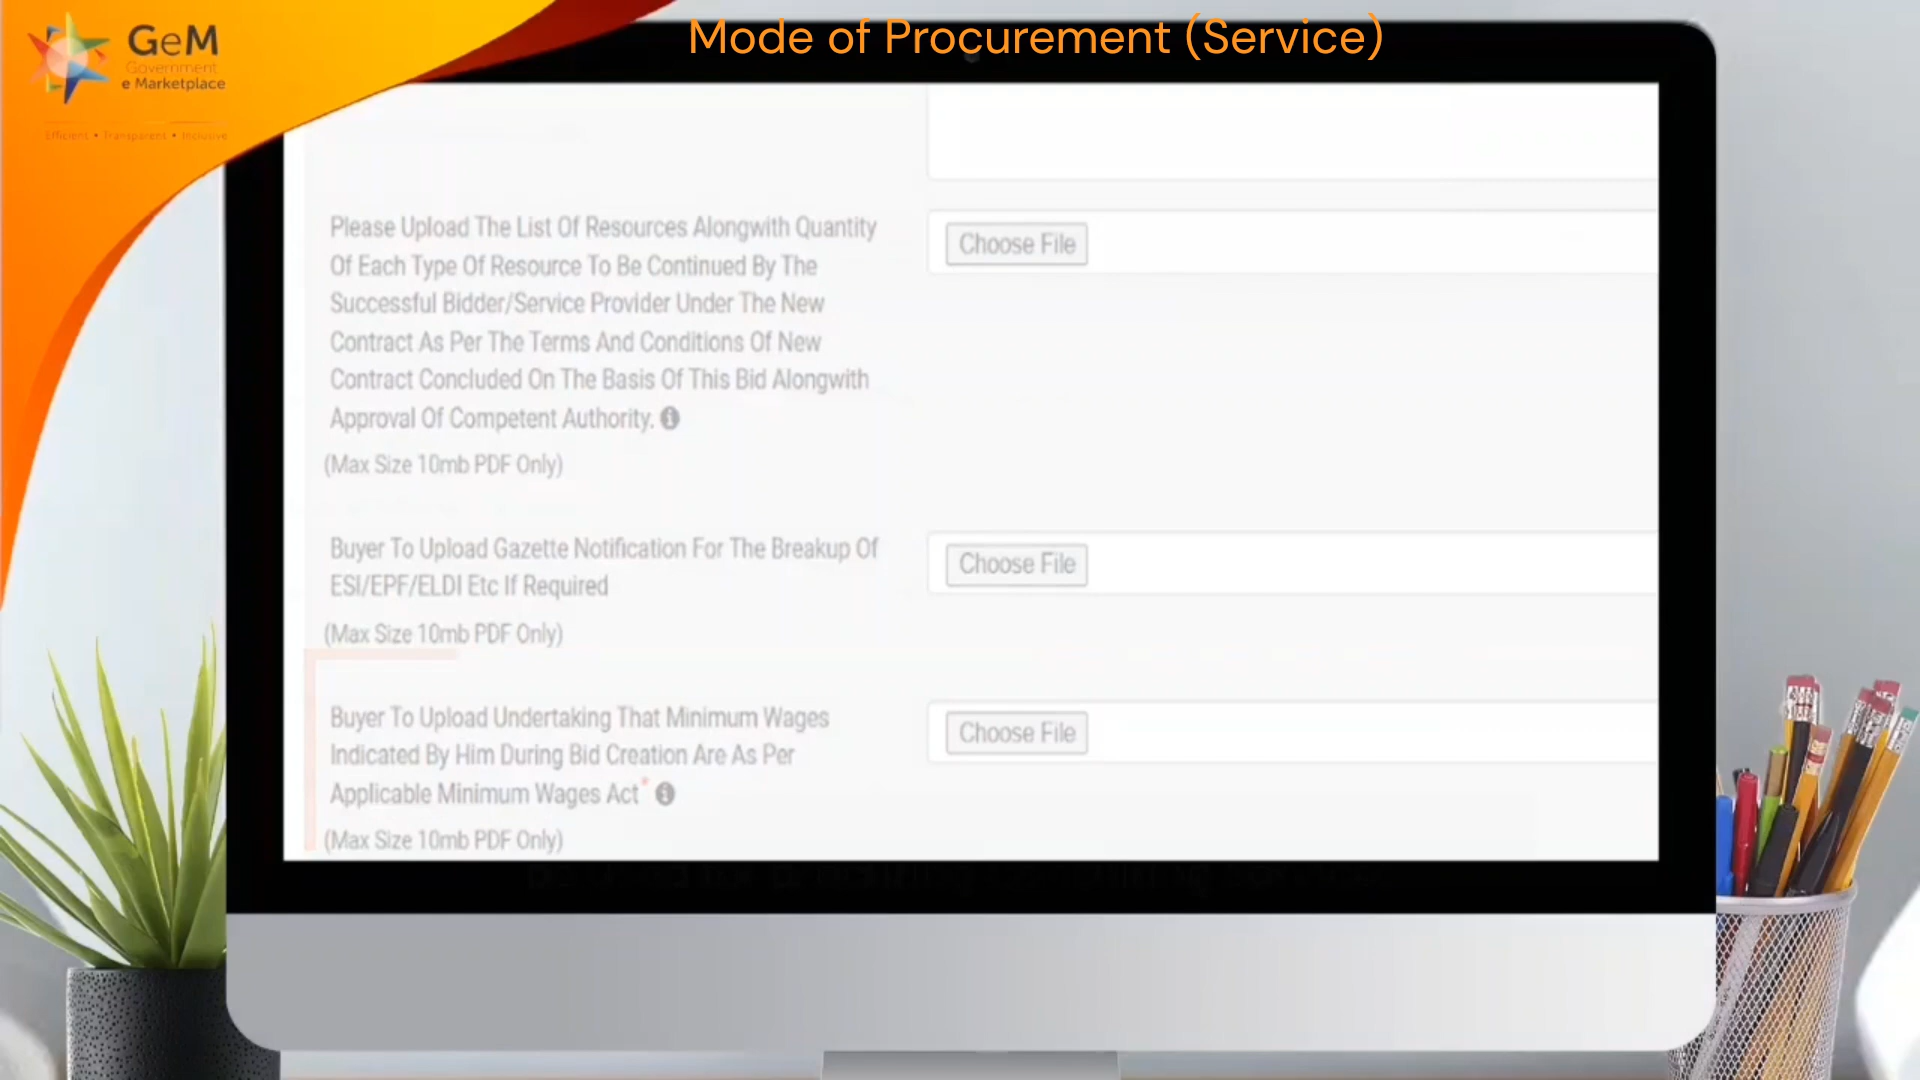 GeM
Government
e Marketplace
Efficient • Transparent • Inclusive
Mode of Procurement (Service)
Please Upload The List Of Resources Alongwith Quantity
Of Each Type Of Resource To Be Continued By The
Successful Bidder/Service Provider Under The New
Contract As Per The Terms And Conditions Of New
Contract Concluded On The Basis Of This Bid Alongwith
Approval Of Competent Authority.
(Max Size 10mb PDF Only)
Choose File
Buyer To Upload Gazette Notification For The Breakup Of
ESI/EPF/ELDI Etc If Required
(Max Size 10mb PDF Only)
Choose File
Buyer To Upload Undertaking That Minimum Wages
Indicated By Him During Bid Creation Are As Per
Applicable Minimum Wages Act*
(Max Size 10mb PDF Only)
Choose File